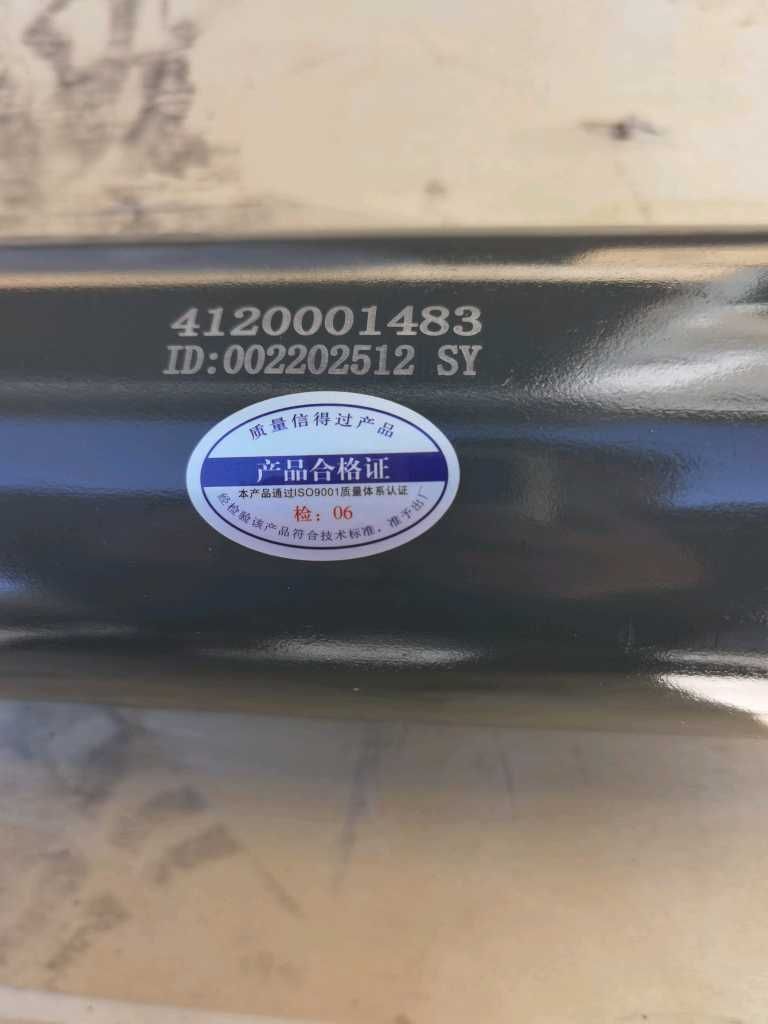 4120001483
ID:002202512 SY
质量信得过产品
产品合格证
本产品通过ISO9001质量体系认证
检：06
经检验该产品符合技术标准，准予出厂